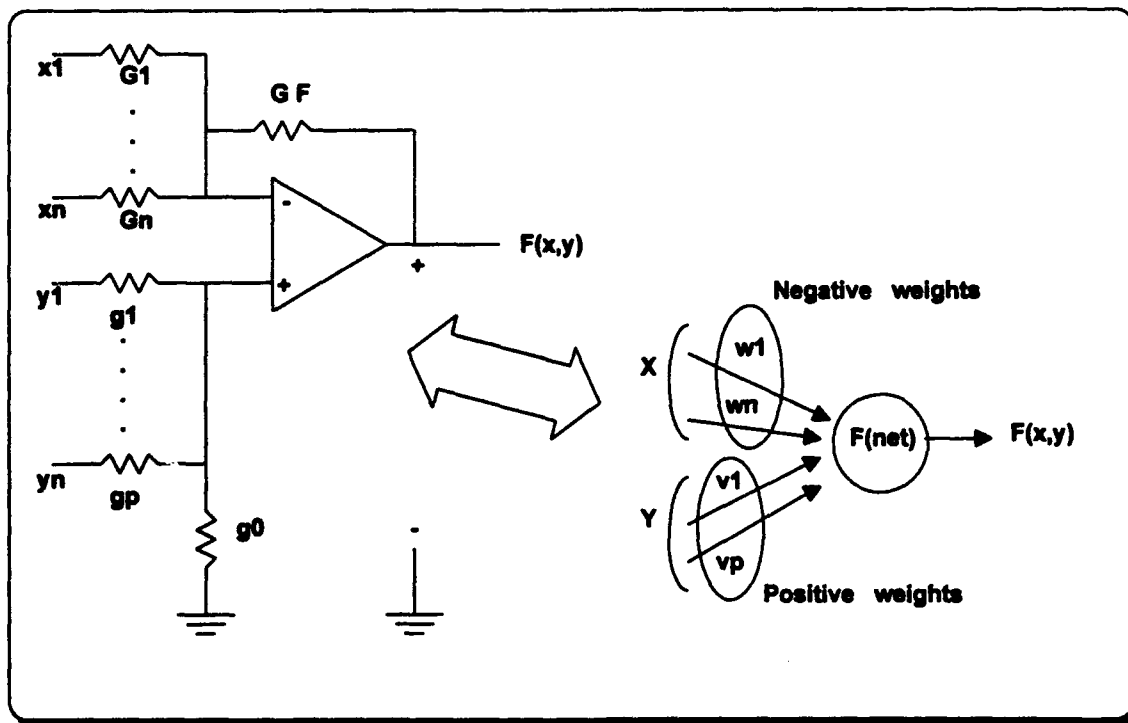 x1
G1
G F
xn
Gn
-
F(x,y)
+
y1
g1
+
yn
gp
g0
-
Negative weights
X
w1
wn
F(net)
F(x,y)
Y
v1
vp
Positive weights